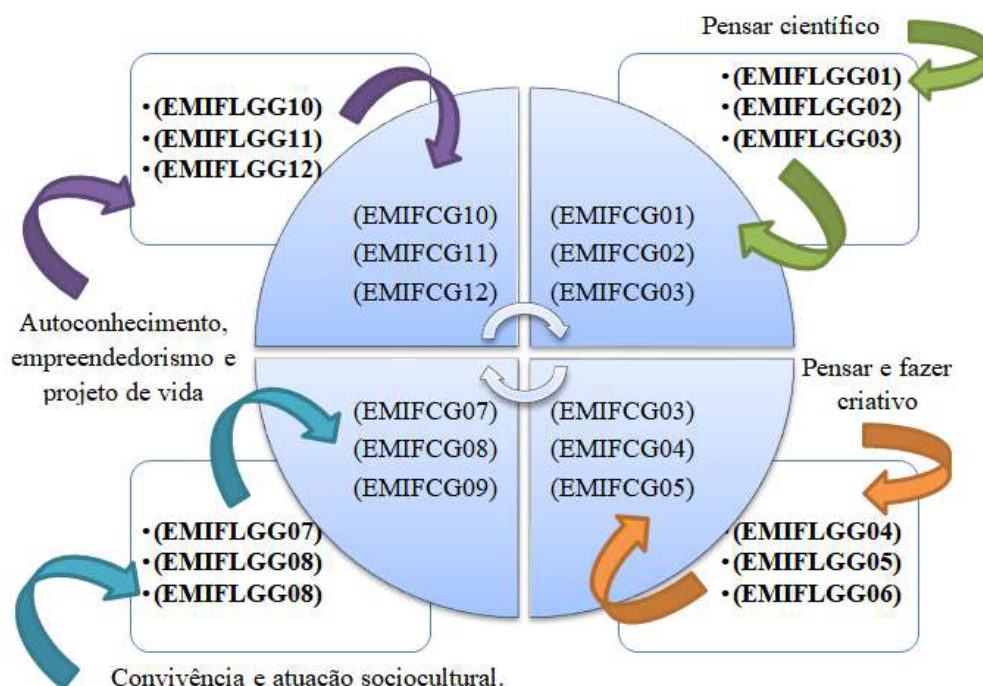 Pensar científico
• (EMIFLGG01)
• (EMIFLGG02)
• (EMIFLGG03)
• (EMIFLGG10)
• (EMIFLGG11)
• (EMIFLGG12)
(EMIFCG10)
(EMIFCG11)
(EMIFCG12)
(EMIFCG01)
(EMIFCG02)
(EMIFCG03)
Autoconhecimento,
empreendedorismo e
projeto de vida
Pensar e fazer
criativo
(EMIFCG07)
(EMIFCG08)
(EMIFCG09)
(EMIFCG03)
(EMIFCG04)
(EMIFCG05)
• (EMIFLGG07)
• (EMIFLGG08)
• (EMIFLGG08)
• (EMIFLGG04)
• (EMIFLGG05)
• (EMIFLGG06)
Convivência e atuação sociocultural.